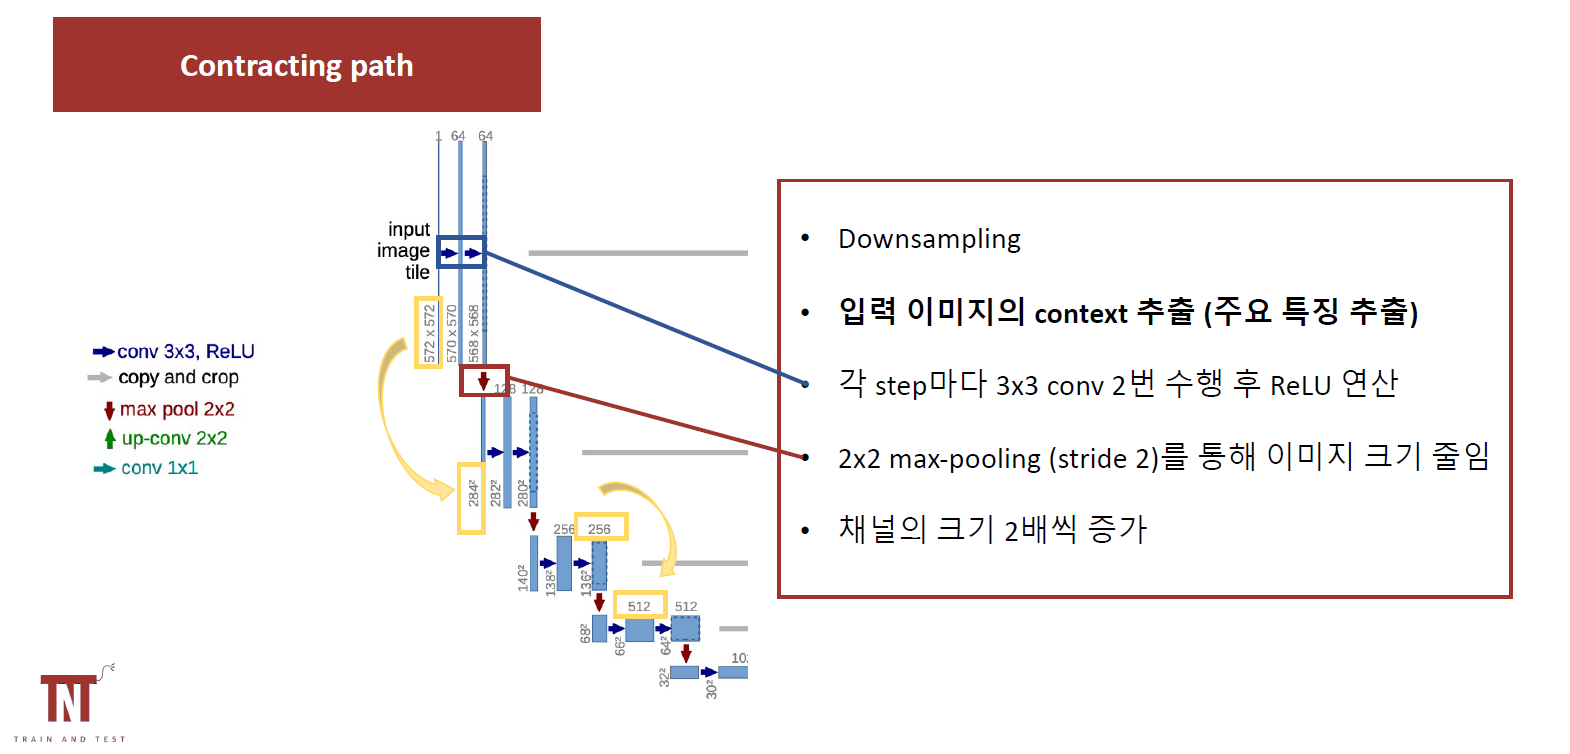 Contracting path
1 64 64
input
image
tile
572 x 572
570 x 570
568 x 568
conv 3x3, ReLU
copy and crop
max pool 2x2
up-conv 2x2
conv 1x1
128 128
284²
282²
280²
256 256
140²
138²
136²
512 512
68²
66²
64²
32²
30²
• Downsampling
• 입력 이미지의 context 추출 (주요 특징 추출)
• 각 step마다 3x3 conv 2번 수행 후 ReLU 연산
• 2x2 max-pooling (stride 2)를 통해 이미지 크기 줄임
• 채널의 크기 2배씩 증가
TNT
TRAIN AND TEST